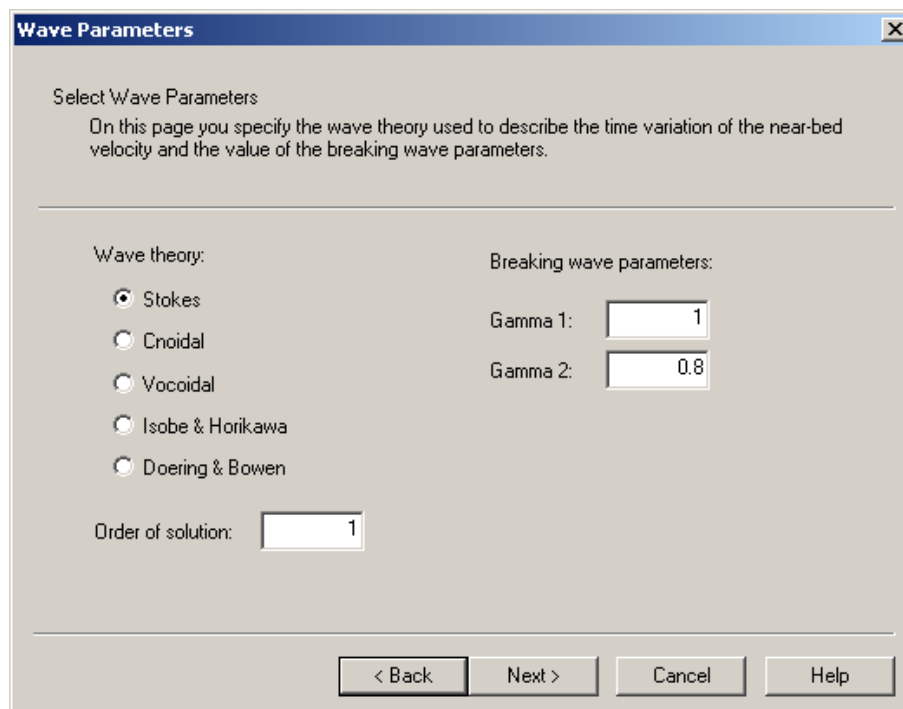 Wave Parameters
Select Wave Parameters
On this page you specify the wave theory used to describe the time variation of the near-bed
velocity and the value of the breaking wave parameters.
Wave theory:
Stokes
Cnoidal
Vocoidal
Isobe & Horikawa
Doering & Bowen
Order of solution: 1
Breaking wave parameters:
Gamma 1: 1
Gamma 2: 0.8
< Back
Next >
Cancel
Help